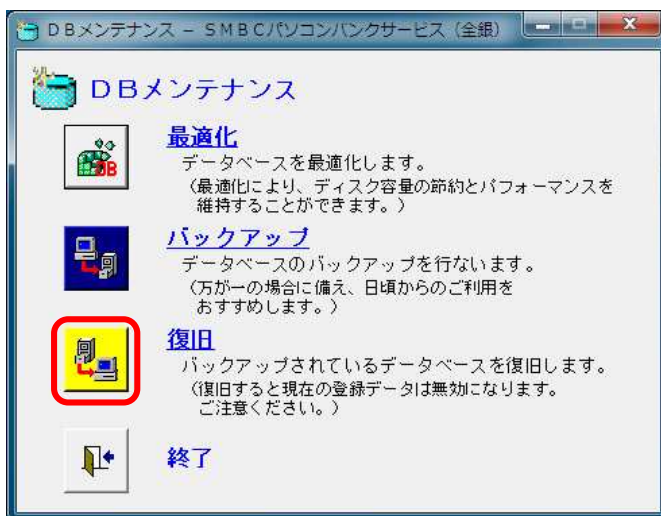 DBメンテナンス － SMBCパソコンバンクサービス（全銀）
DBメンテナンス
最適化
データベースを最適化します。
（最適化により、ディスク容量の節約とパフォーマンスを
維持することができます。）
DB
バックアップ
データベースのバックアップを行ないます。
（万が一の場合に備え、日頃からのご利用を
おすすめします。）
復旧
バックアップされているデータベースを復旧します。
（復旧すると現在の登録データは無効になります。
ご注意ください。）
終了